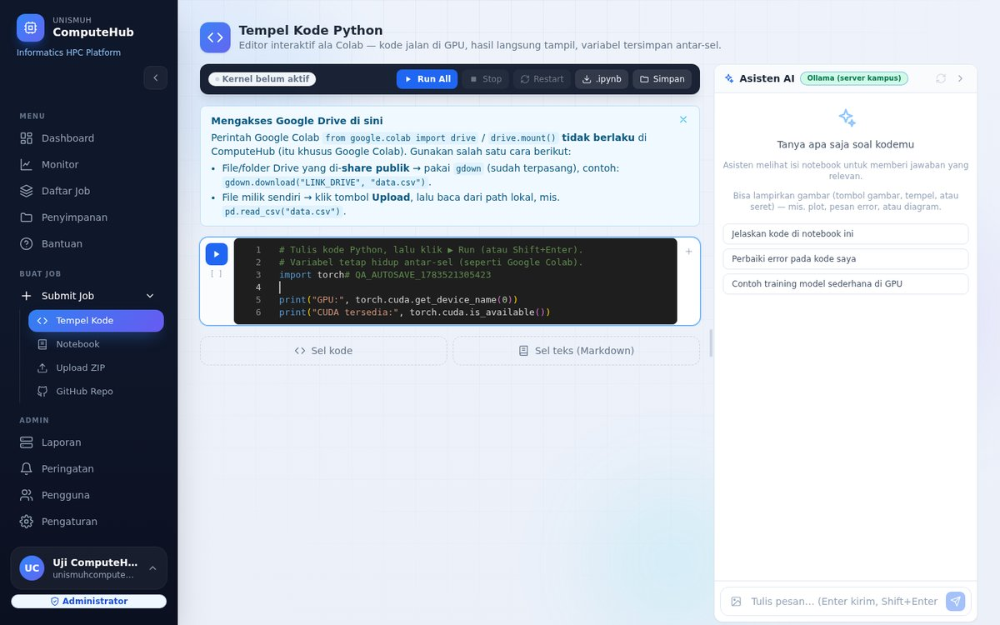 UNISMUH
ComputeHub
Informatics HPC Platform
MENU
Dashboard
Monitor
Daftar Job
Penyimpanan
Bantuan
BUAT JOB
Submit Job
Tempel Kode
Notebook
Upload ZIP
GitHub Repo
ADMIN
Laporan
Peringatan
Pengguna
Pengaturan
UC
Uji ComputeH...
unismuhcompute...
Administrator
Tempel Kode Python
Editor interaktif ala Colab — kode jalan di GPU, hasil langsung tampil, variabel tersimpan antar-sel.
Kernel belum aktif
Run All
Stop
Restart
.ipynb
Simpan
Mengakses Google Drive di sini
Perintah Google Colab from google.colab import drive / drive.mount() tidak berlaku di
ComputeHub (itu khusus Google Colab). Gunakan salah satu cara berikut:
• File/folder Drive yang di-share publik → pakai gdown (sudah terpasang), contoh:
gdown.download("LINK_DRIVE", "data.csv").
• File milik sendiri → klik tombol Upload, lalu baca dari path lokal, mis.
pd.read_csv("data.csv").
[ ]
1 # Tulis kode Python, lalu klik ▶ Run (atau Shift+Enter).
2 # Variabel tetap hidup antar-sel (seperti Google Colab).
3 import torch# QA_AUTOSAVE_1783521305423
4
5 print("GPU:", torch.cuda.get_device_name(0))
6 print("CUDA tersedia:", torch.cuda.is_available())
Sel kode
Sel teks (Markdown)
Asisten AI
Ollama (server kampus)
Tanya apa saja soal kodemu
Asisten melihat isi notebook untuk memberi jawaban yang
relevan.
Bisa lampirkan gambar (tombol gambar, tempel, atau
seret) — mis. plot, pesan error, atau diagram.
Jelaskan kode di notebook ini
Perbaiki error pada kode saya
Contoh training model sederhana di GPU
Tulis pesan... (Enter kirim, Shift+Enter